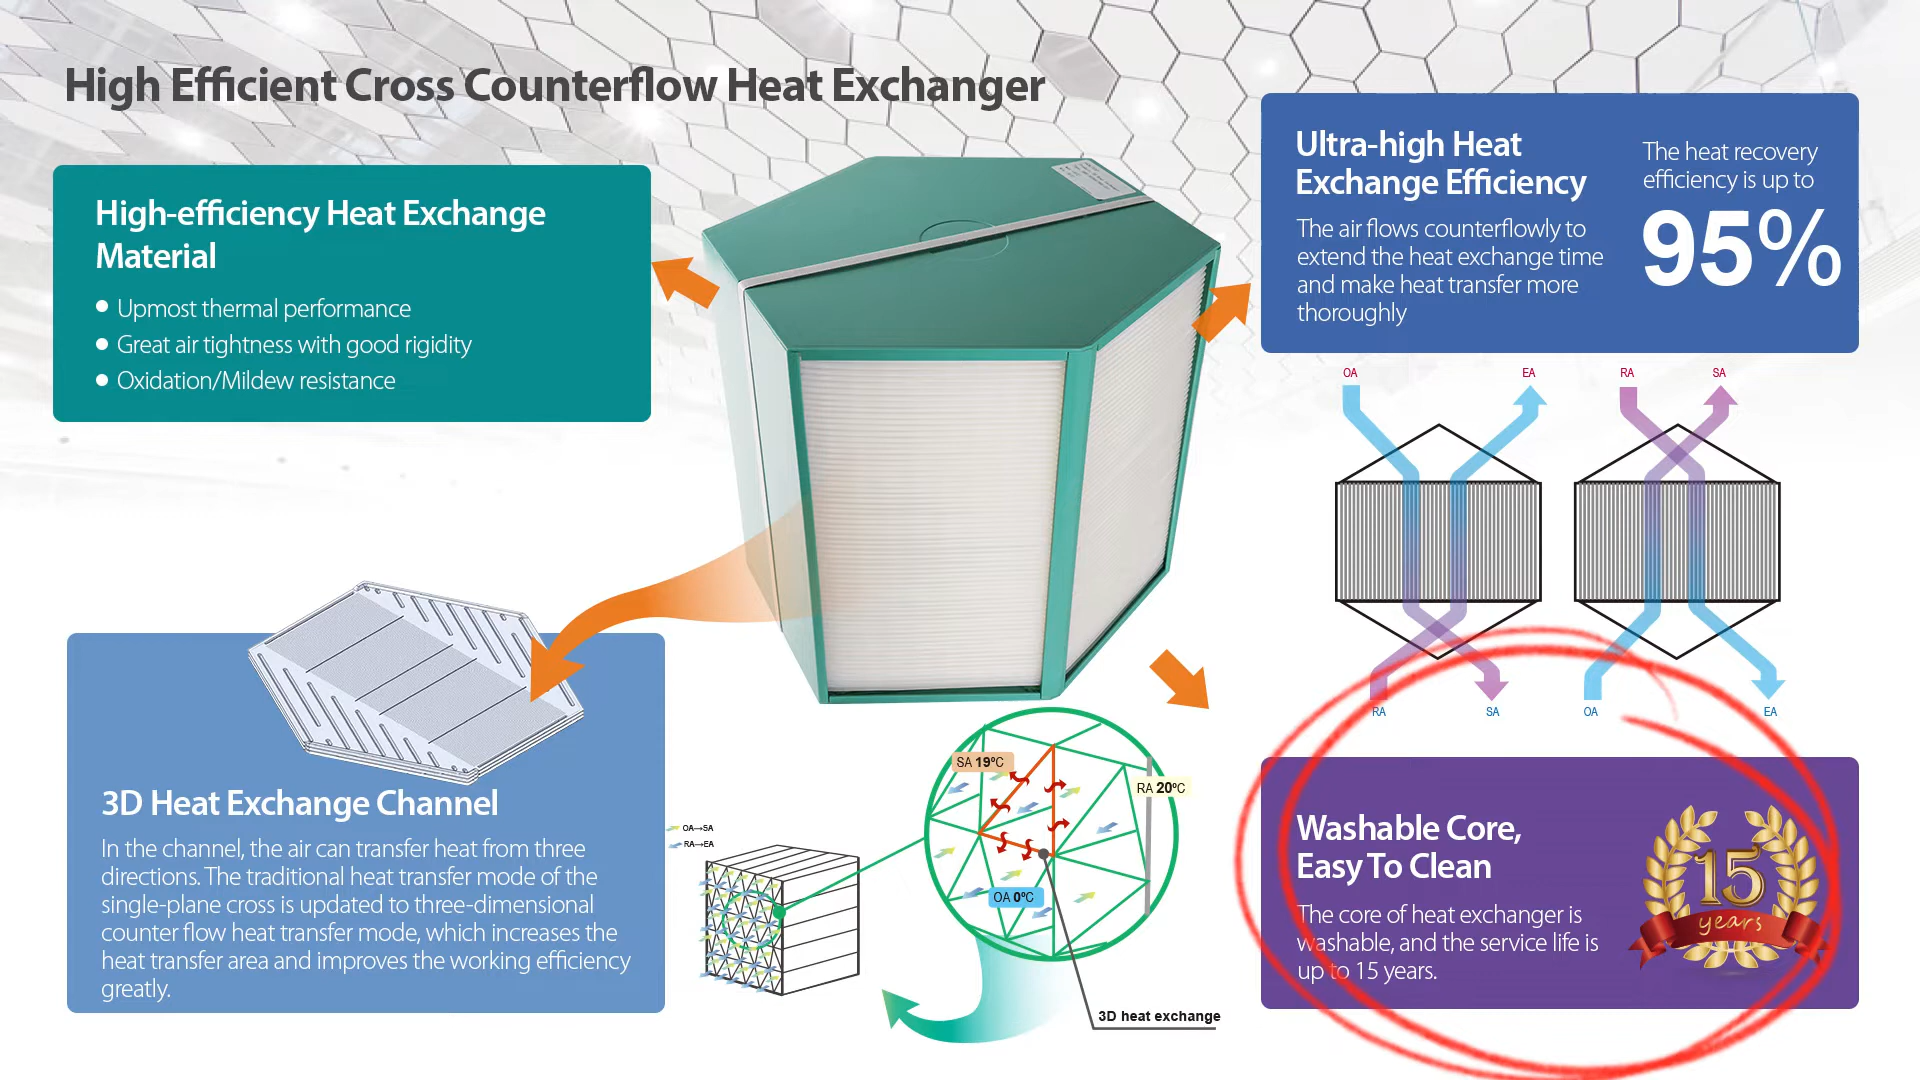 High Efficient Cross Counterflow Heat Exchanger
High-efficiency Heat Exchange
Material
Upmost thermal performance
Great air tightness with good rigidity
Oxidation/Mildew resistance
Ultra-high Heat
Exchange Efficiency
The air flows counterflowly to
extend the heat exchange time
and make heat transfer more
thoroughly
The heat recovery
efficiency is up to
95%
OA
EA
RA
SA
RA
SA
OA
EA
3D Heat Exchange Channel
In the channel, the air can transfer heat from three
directions. The traditional heat transfer mode of the
single-plane cross is updated to three-dimensional
counter flow heat transfer mode, which increases the
heat transfer area and improves the working efficiency
greatly.
OA→SA
RA→EA
SA 19°C
RA 20°C
OA 0°C
3D heat exchange
Washable Core,
Easy To Clean
The core of heat exchanger is
washable, and the service life is
up to 15 years.
15
years